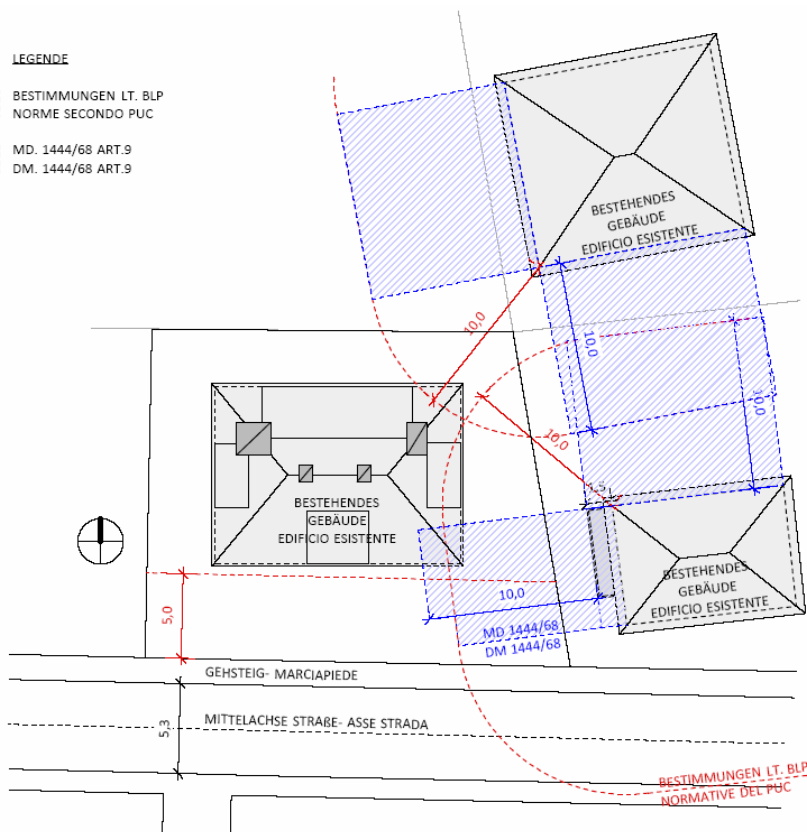 LEGENDE
BESTIMMUNGEN LT. BLP
NORME SECONDO PUC
MD. 1444/68 ART.9
DM. 1444/68 ART.9
BESTEHENDES
GEBÄUDE
EDIFICIO ESISTENTE
10,0
10,0
10,0
10,0
BESTEHENDES
GEBÄUDE
EDIFICIO ESISTENTE
BESTEHENDES
GEBÄUDE
EDIFICIO ESISTENTE
10,0
MD 1444/68
DM 1444/68
5,0
GEHSTEIG- MARCIAPIEDE
MITTELACHSE STRAßE- ASSE STRADA
5,3
BESTIMMUNGEN LT. BLP
NORMATIVE DEL PUC